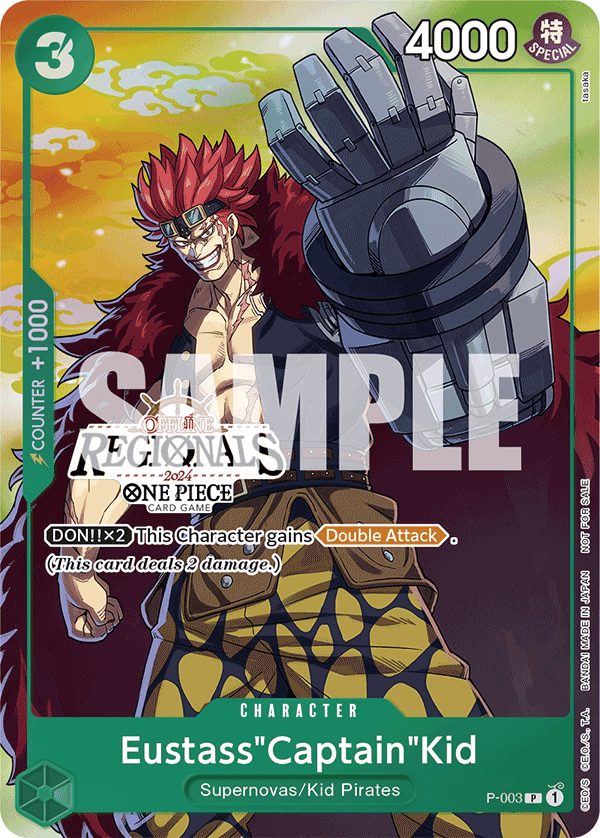 3
4000
特
SPECIAL
tasaka
COUNTER +1000
SAMPLE
OFFLINE
REGIONALS
2024
ONE PIECE
CARD GAME
DON!!×2 This Character gains Double Attack.
(This card deals 2 damage.)
CHARACTER
Eustass"Captain"Kid
Supernovas/Kid Pirates
P-003 P 1
©EO/S ©E.O./S., T.A. BANDAI MADE IN JAPAN NOT FOR SALE